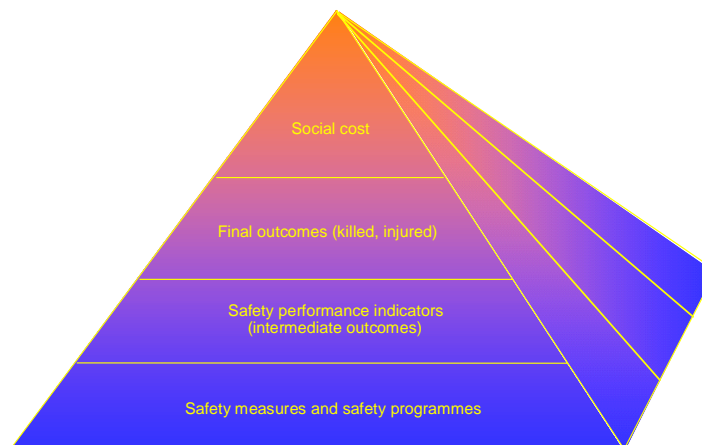 Social cost
Final outcomes (killed, injured)
Safety performance indicators
(intermediate outcomes)
Safety measures and safety programmes